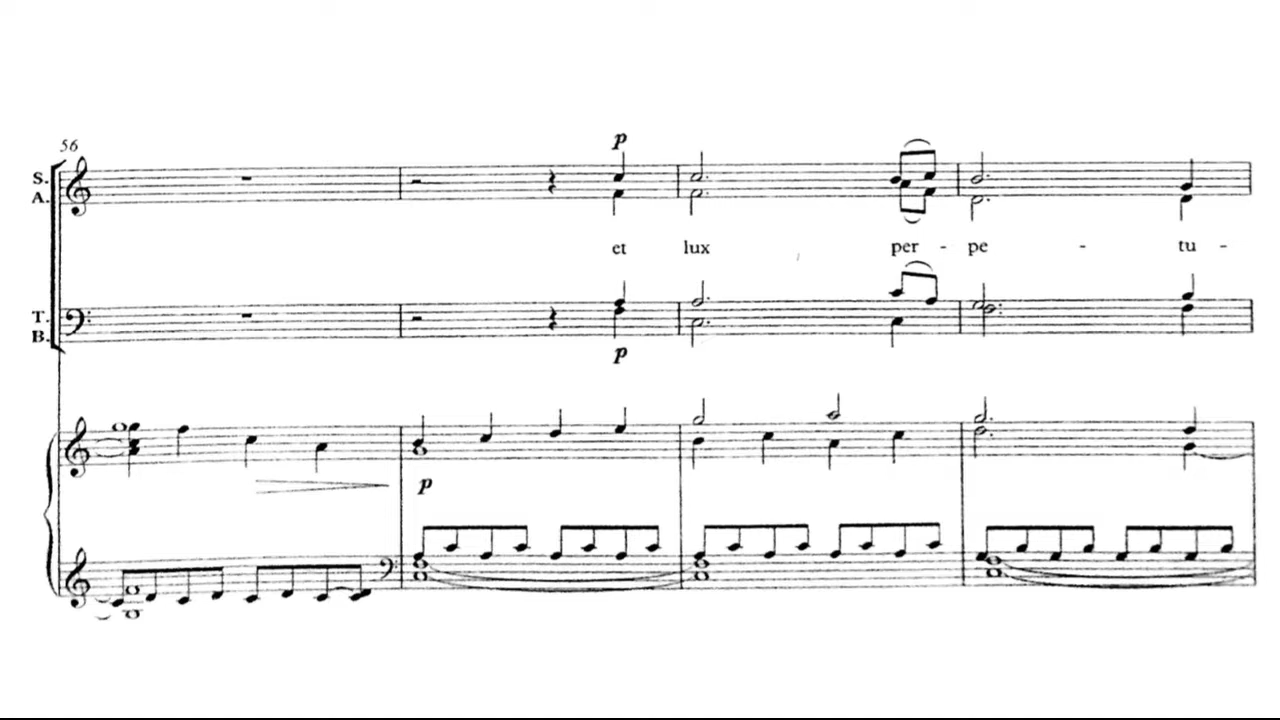 56
p
S.
A.
et lux per - pe - tu -
T.
B.
p
p